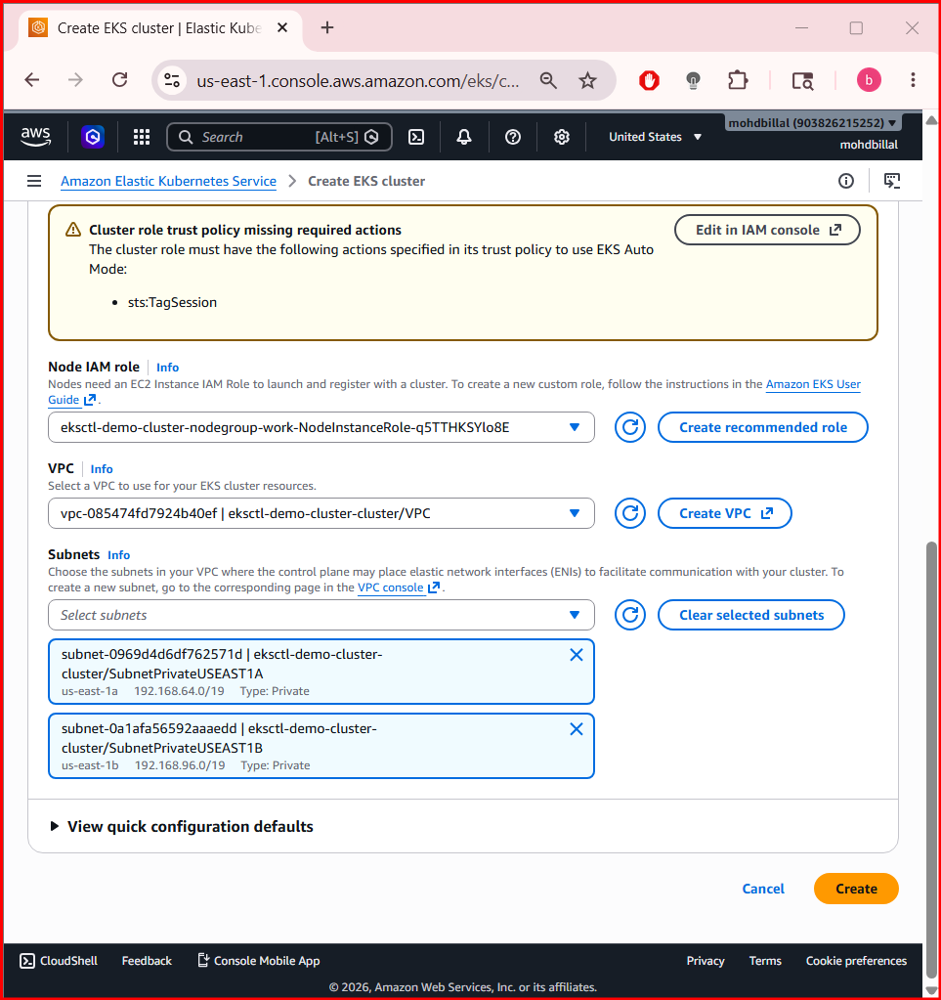 Create EKS cluster | Elastic Kube
us-east-1.console.aws.amazon.com/eks/c...
b
aws
Search [Alt+S]
United States
mohdbillal (903826215252)
mohdbillal
Amazon Elastic Kubernetes Service
Create EKS cluster
Cluster role trust policy missing required actions
Edit in IAM console
The cluster role must have the following actions specified in its trust policy to use EKS Auto
Mode:
• sts:TagSession
Node IAM role | Info
Nodes need an EC2 Instance IAM Role to launch and register with a cluster. To create a new custom role, follow the instructions in the Amazon EKS User
Guide .
eksctl-demo-cluster-nodegroup-work-NodeInstanceRole-q5TTHKSYlo8E
Create recommended role
VPC | Info
Select a VPC to use for your EKS cluster resources.
vpc-085474fd7924b40ef | eksctl-demo-cluster-cluster/VPC
Create VPC
Subnets Info
Choose the subnets in your VPC where the control plane may place elastic network interfaces (ENIs) to facilitate communication with your cluster. To
create a new subnet, go to the corresponding page in the VPC console .
Select subnets
Clear selected subnets
subnet-0969d4d6df762571d | eksctl-demo-cluster-
cluster/SubnetPrivateUSEAST1A
us-east-1a 192.168.64.0/19 Type: Private
subnet-0a1afa56592aaaedd | eksctl-demo-cluster-
cluster/SubnetPrivateUSEAST1B
us-east-1b 192.168.96.0/19 Type: Private
View quick configuration defaults
Cancel
Create
CloudShell
Feedback
Console Mobile App
Privacy
Terms
Cookie preferences
© 2026, Amazon Web Services, Inc. or its affiliates.